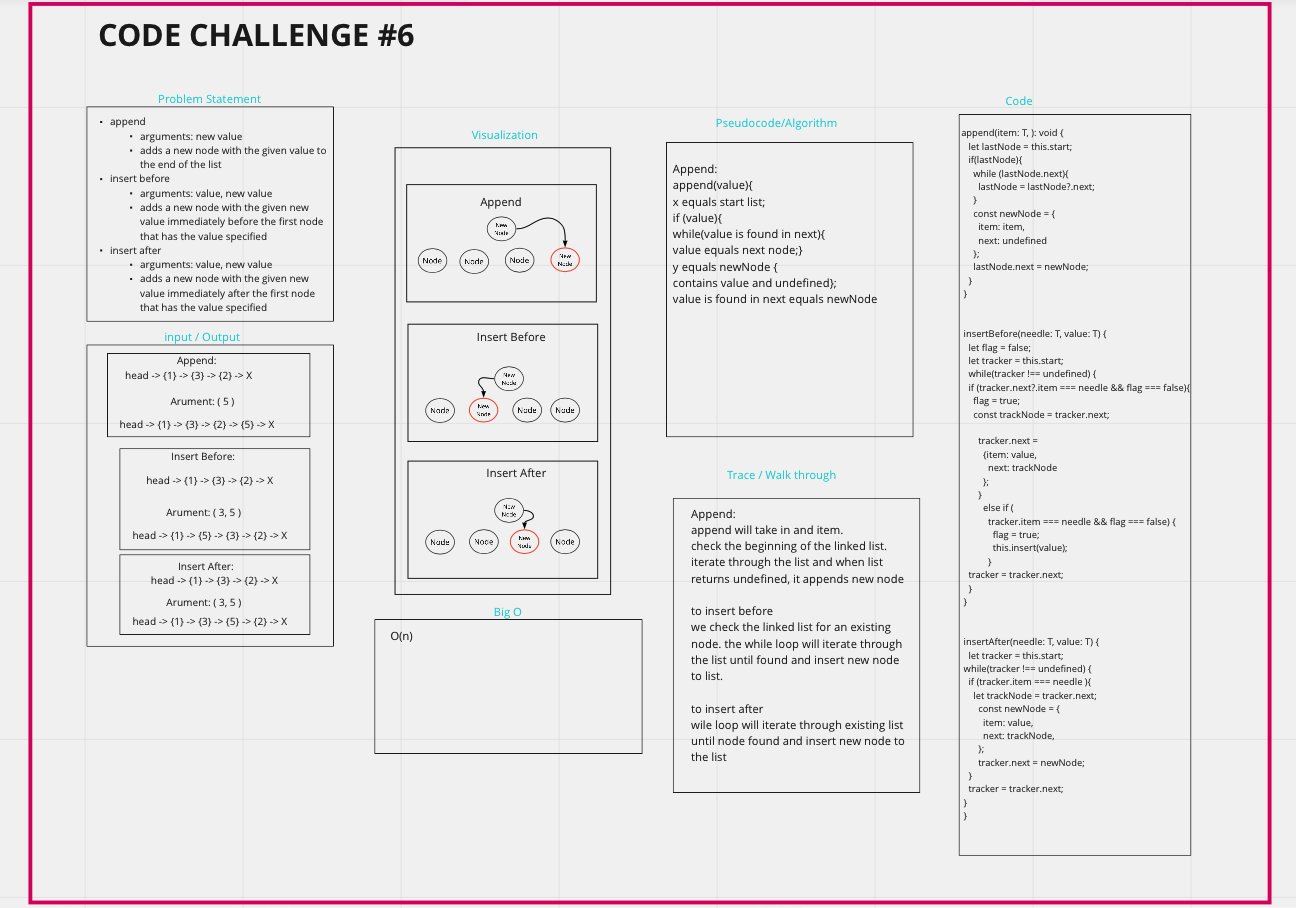 CODE CHALLENGE #6
Problem Statement
• append
• arguments: new value
• adds a new node with the given value to
the end of the list
• insert before
• arguments: value, new value
• adds a new node with the given new
value immediately before the first node
that has the value specified
• insert after
• arguments: value, new value
• adds a new node with the given new
value immediately after the first node
that has the value specified
input / Output
Append:
head -> {1} -> {3} -> {2} -> X
Arument: ( 5 )
head -> {1} -> {3} -> {2} -> {5} -> X
Insert Before:
head -> {1} -> {3} -> {2} -> X
Arument: ( 3, 5 )
head -> {1} -> {5} -> {3} -> {2} -> X
Insert After:
head -> {1} -> {3} -> {2} -> X
Arument: ( 3, 5 )
head -> {1} -> {3} -> {5} -> {2} -> X
Visualization
Append
New
Node
Node
Node
Node
New
Node
Insert Before
New
Node
Node
New
Node
Node
Node
Insert After
New
Node
Node
Node
New
Node
Node
Big O
O(n)
Pseudocode/Algorithm
Append:
append(value){
x equals start list;
if (value){
while(value is found in next){
value equals next node;}
y equals newNode {
contains value and undefined};
value is found in next equals newNode
Trace / Walk through
Append:
append will take in and item.
check the beginning of the linked list.
iterate through the list and when list
returns undefined, it appends new node
to insert before
we check the linked list for an existing
node. the while loop will iterate through
the list until found and insert new node
to list.
to insert after
wile loop will iterate through existing list
until node found and insert new node to
the list
Code
append(item: T, ): void {
let lastNode = this.start;
if(lastNode){
while (lastNode.next){
lastNode = lastNode?.next;
}
const newNode = {
item: item,
next: undefined
};
lastNode.next = newNode;
}
}
insertBefore(needle: T, value: T) {
let flag = false;
let tracker = this.start;
while(tracker !== undefined) {
if (tracker.next?.item === needle && flag === false){
flag = true;
const trackNode = tracker.next;
tracker.next =
{item: value,
next: trackNode
};
}
else if (
tracker.item === needle && flag === false) {
flag = true;
this.insert(value);
}
tracker = tracker.next;
}
}
insertAfter(needle: T, value: T) {
let tracker = this.start;
while(tracker !== undefined) {
if (tracker.item === needle ){
let trackNode = tracker.next;
const newNode = {
item: value,
next: trackNode,
};
tracker.next = newNode;
}
tracker = tracker.next;
}
}